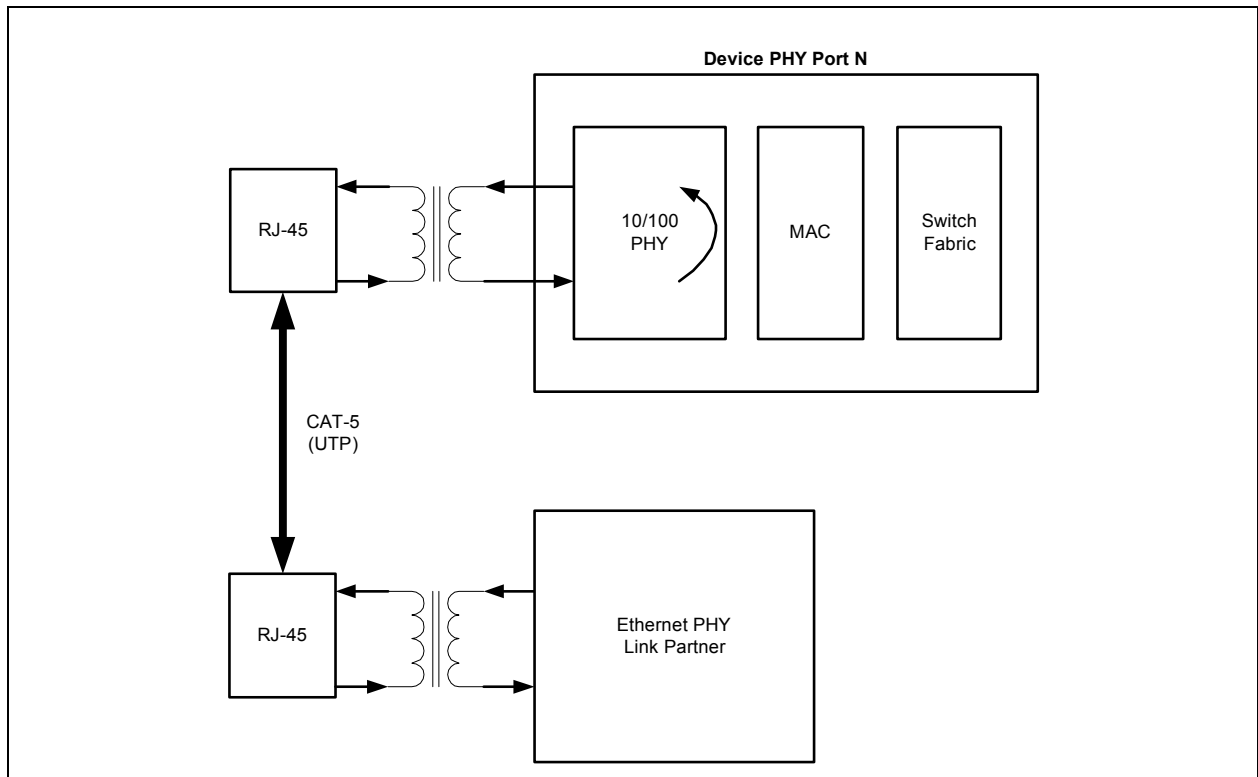 Device PHY Port N
RJ-45
10/100
PHY
MAC
Switch
Fabric
CAT-5
(UTP)
RJ-45
Ethernet PHY
Link Partner